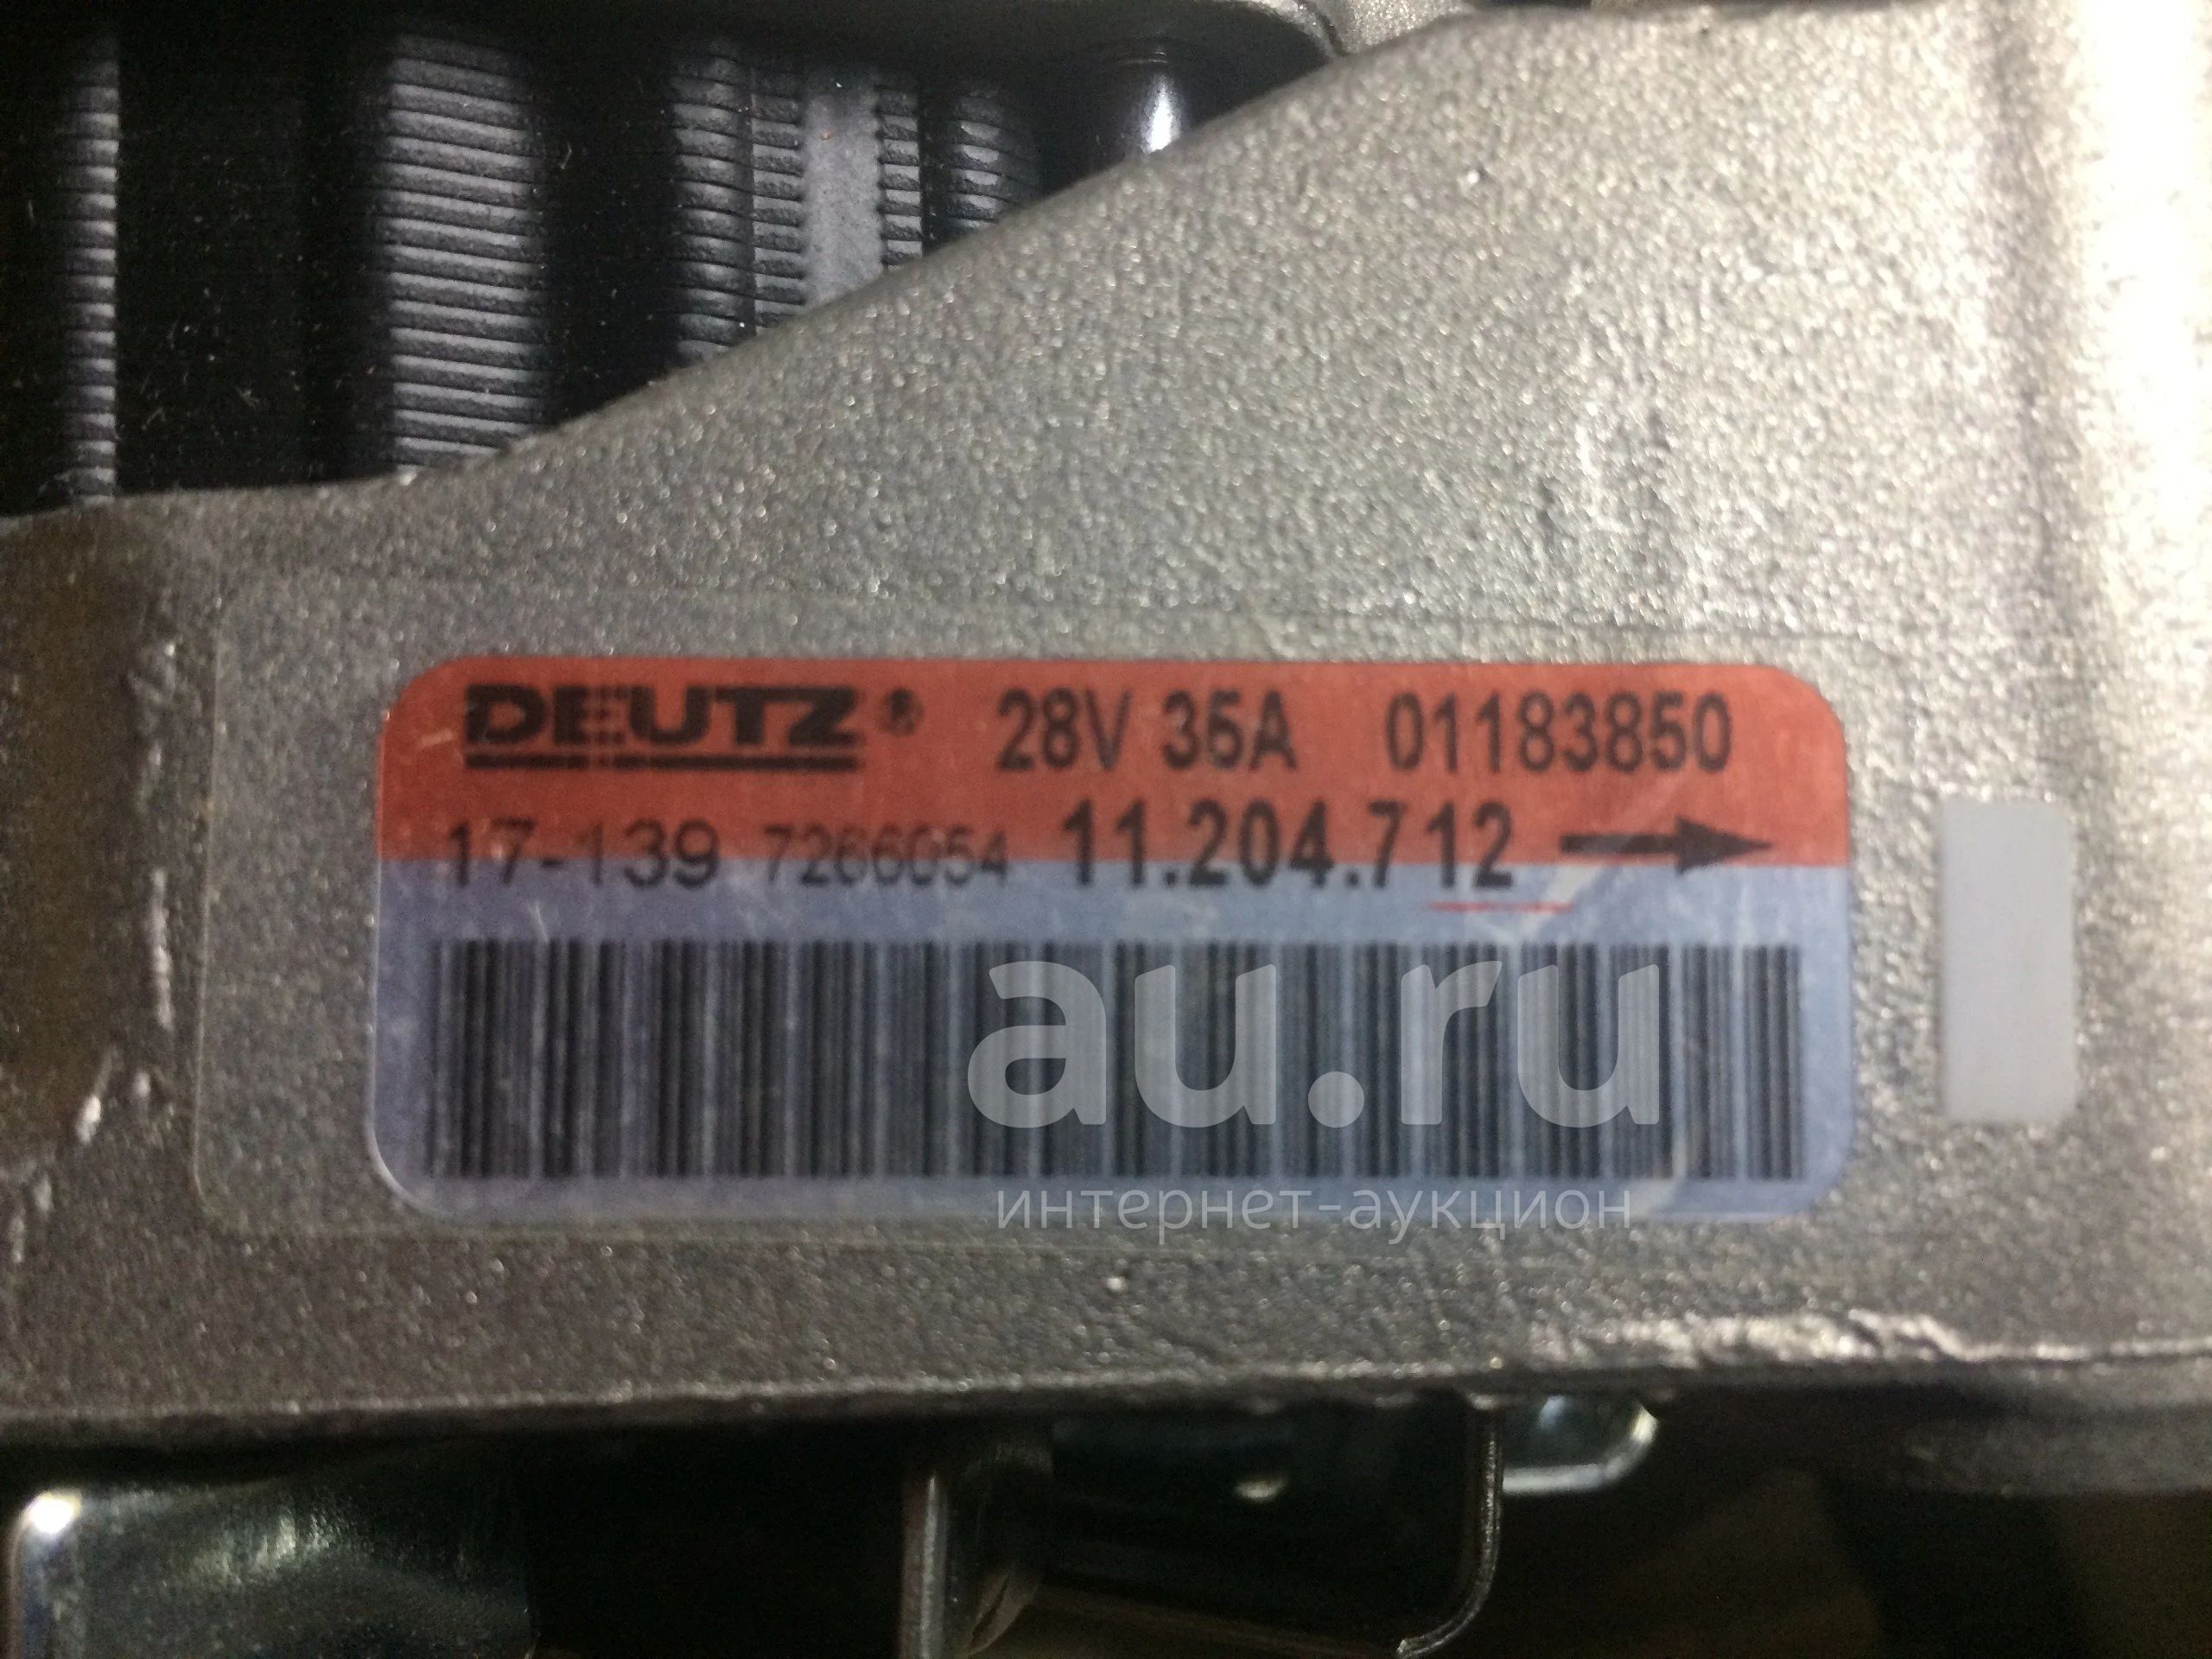 DEUTZ® 28V 35A 01183850
17-139 7266054 11.204.712 →
au.ru
интернет-аукцион